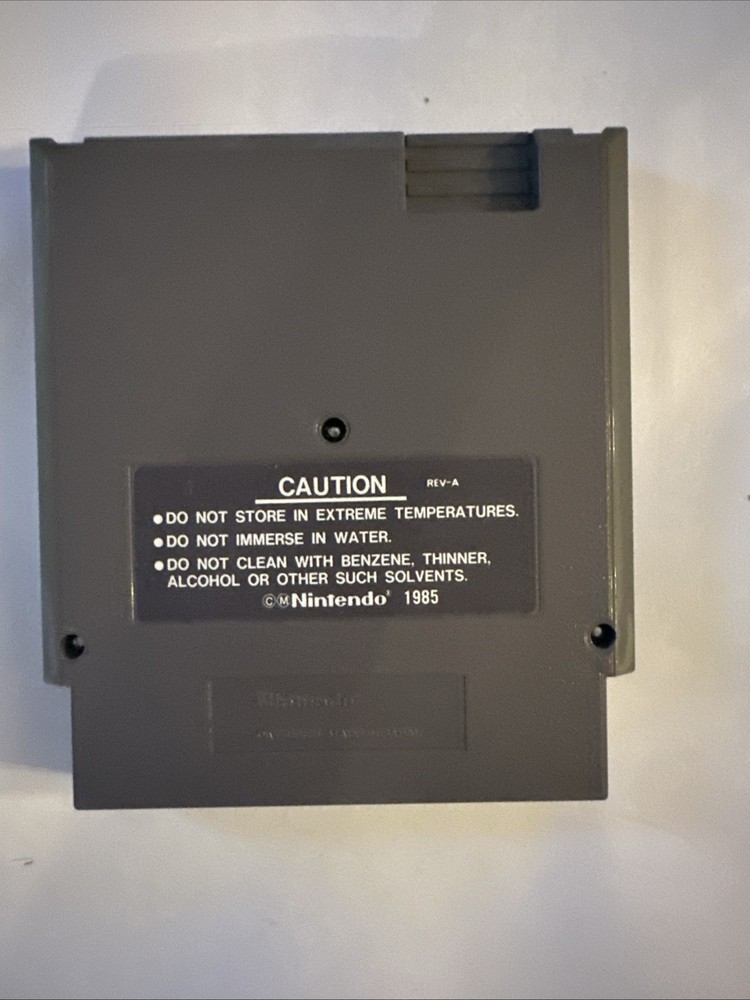 CAUTION REV-A
●DO NOT STORE IN EXTREME TEMPERATURES.
●DO NOT IMMERSE IN WATER.
●DO NOT CLEAN WITH BENZENE, THINNER,
ALCOHOL OR OTHER SUCH SOLVENTS.
ⒸⓂNintendo® 1985
Nintendo